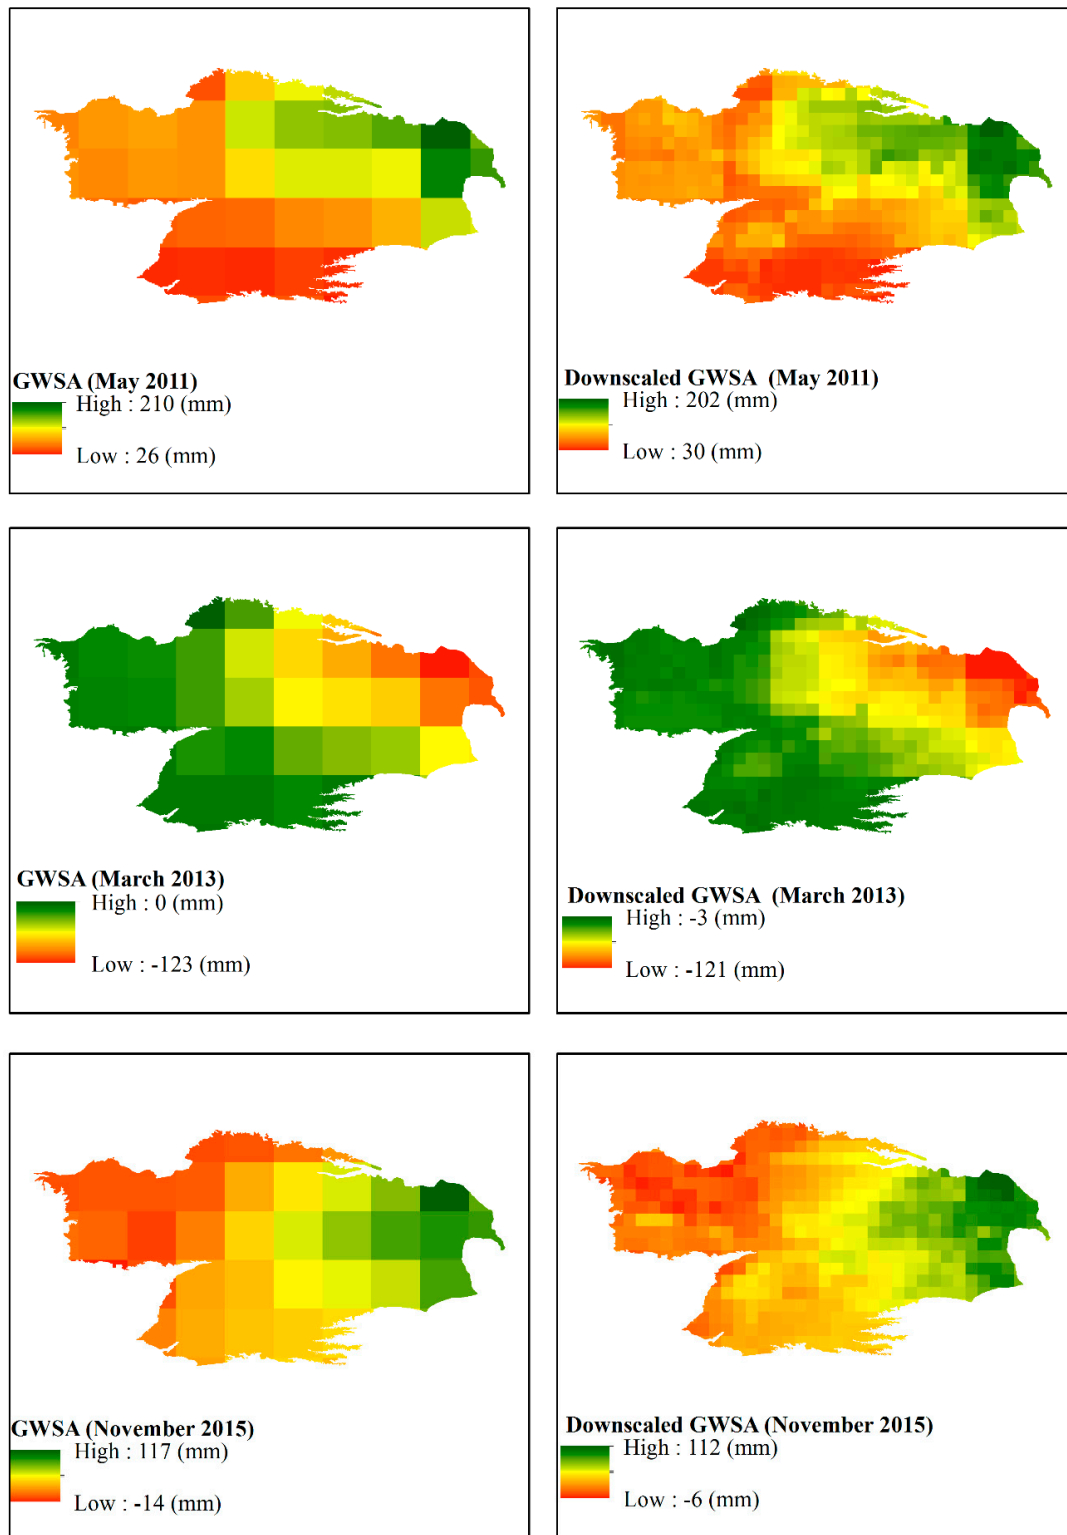 GWSA (May 2011)
High : 210 (mm)
Low : 26 (mm)
Downscaled GWSA  (May 2011)
High : 202 (mm)
Low : 30 (mm)
GWSA (March 2013)
High : 0 (mm)
Low : -123 (mm)
Downscaled GWSA  (March 2013)
High : -3 (mm)
Low : -121 (mm)
GWSA (November 2015)
High : 117 (mm)
Low : -14 (mm)
Downscaled GWSA (November 2015)
High : 112 (mm)
Low : -6 (mm)